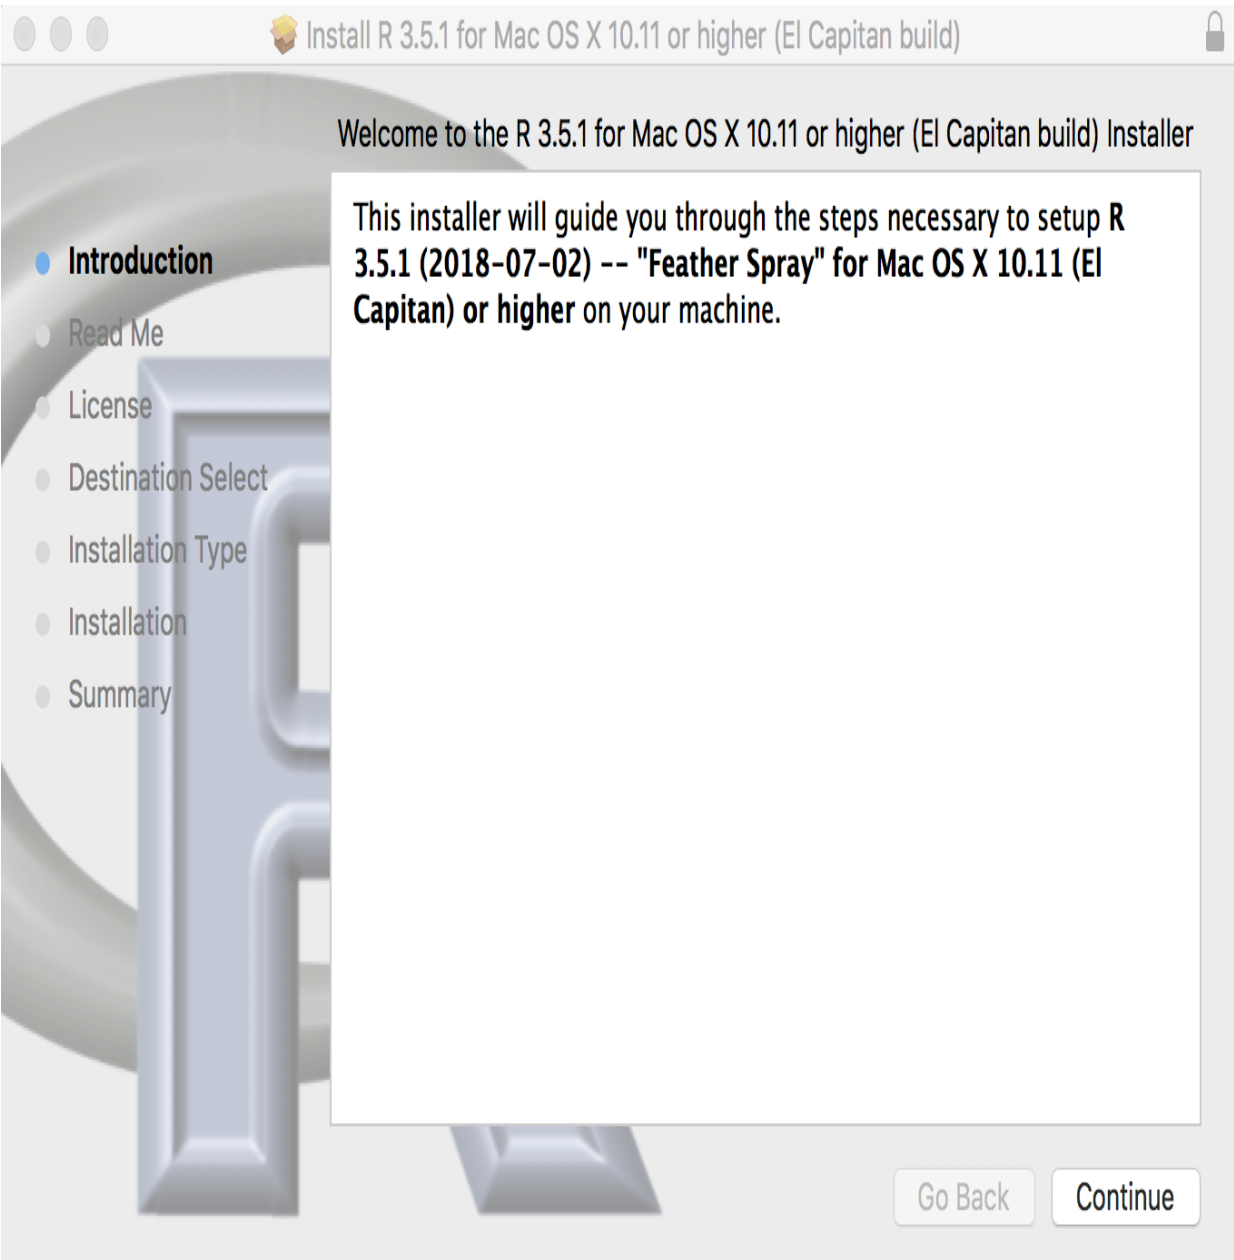 Install R 3.5.1 for Mac OS X 10.11 or higher (El Capitan build)
Welcome to the R 3.5.1 for Mac OS X 10.11 or higher (El Capitan build) Installer
Introduction
Read Me
License
Destination Select
Installation Type
Installation
Summary
This installer will guide you through the steps necessary to setup R
3.5.1 (2018-07-02) -- "Feather Spray" for Mac OS X 10.11 (El
Capitan) or higher on your machine.
R
Go Back
Continue